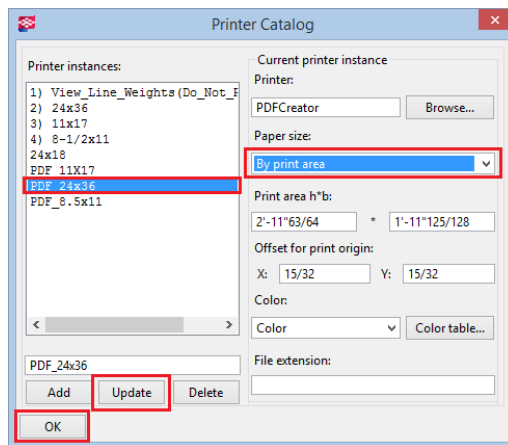 Printer Catalog
Printer instances:
1) View_Line_Weights(Do_Not_
2) 24x36
3) 11x17
4) 8-1/2x11
24x18
PDF 11X17
PDF 24x36
PDF_8.5x11
PDF_24x36
Add Update Delete
OK
Current printer instance
Printer:
PDFCreator Browse...
Paper size:
By print area
Print area h*b:
2'-11"63/64 * 1'-11"125/128
Offset for print origin:
X: 15/32 Y: 15/32
Color:
Color Color table...
File extension: